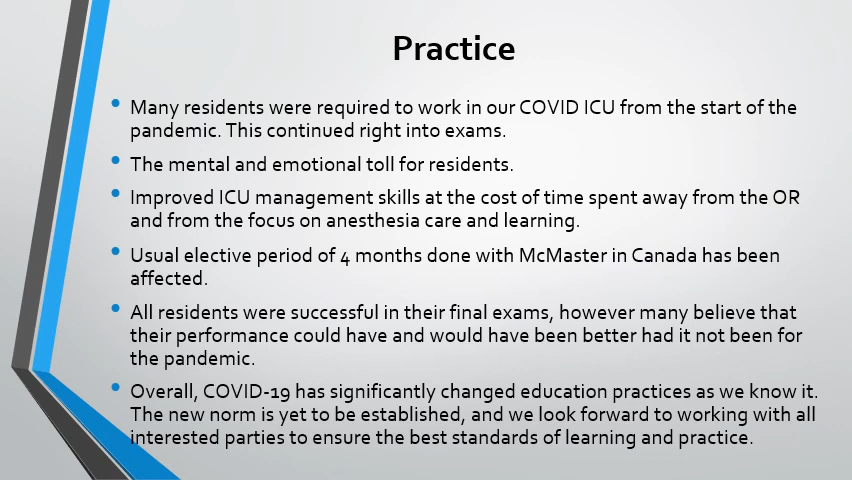 Practice
Many residents were required to work in our COVID ICU from the start of the
pandemic. This continued right into exams.
The mental and emotional toll for residents.
Improved ICU management skills at the cost of time spent away from the OR
and from the focus on anesthesia care and learning.
Usual elective period of 4 months done with McMaster in Canada has been
affected.
All residents were successful in their final exams, however many believe that
their performance could have and would have been better had it not been for
the pandemic.
Overall, COVID-19 has significantly changed education practices as we know it.
The new norm is yet to be established, and we look forward to working with all
interested parties to ensure the best standards of learning and practice.